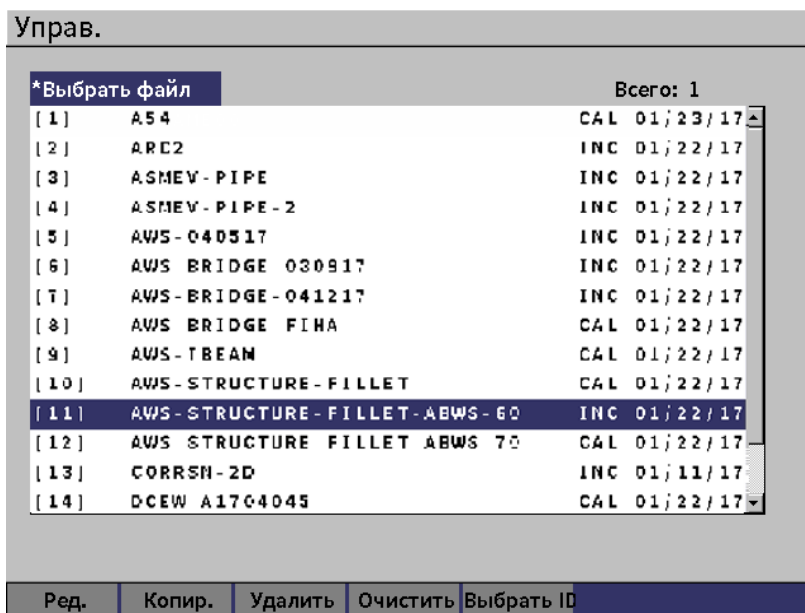 Управ.
*Выбрать файл Всего: 1
[1] A54 CAL 01/23/17
[2] ARC2 INC 01/22/17
[3] ASMEV-PIPE INC 01/22/17
[4] ASMEV-PIPE-2 INC 01/22/17
[5] AWS-040517 INC 01/22/17
[6] AWS BRIDGE 030917 INC 01/22/17
[7] AWS-BRIDGE-041217 INC 01/22/17
[8] AWS BRIDGE CAL 01/22/17
[9] AWS-TBEAM CAL 01/22/17
[10] AWS-STRUCTURE-FILLET CAL 01/22/17
[11] AWS-STRUCTURE-FILLET-ABWS-60 INC 01/22/17
[12] AWS STRUCTURE FILLET ABWS 70 CAL 01/22/17
[13] CORRSN-2D INC 01/11/17
[14] DCEW A1704045 CAL 01/22/17
Ред. Копир. Удалить Очистить Выбрать ID